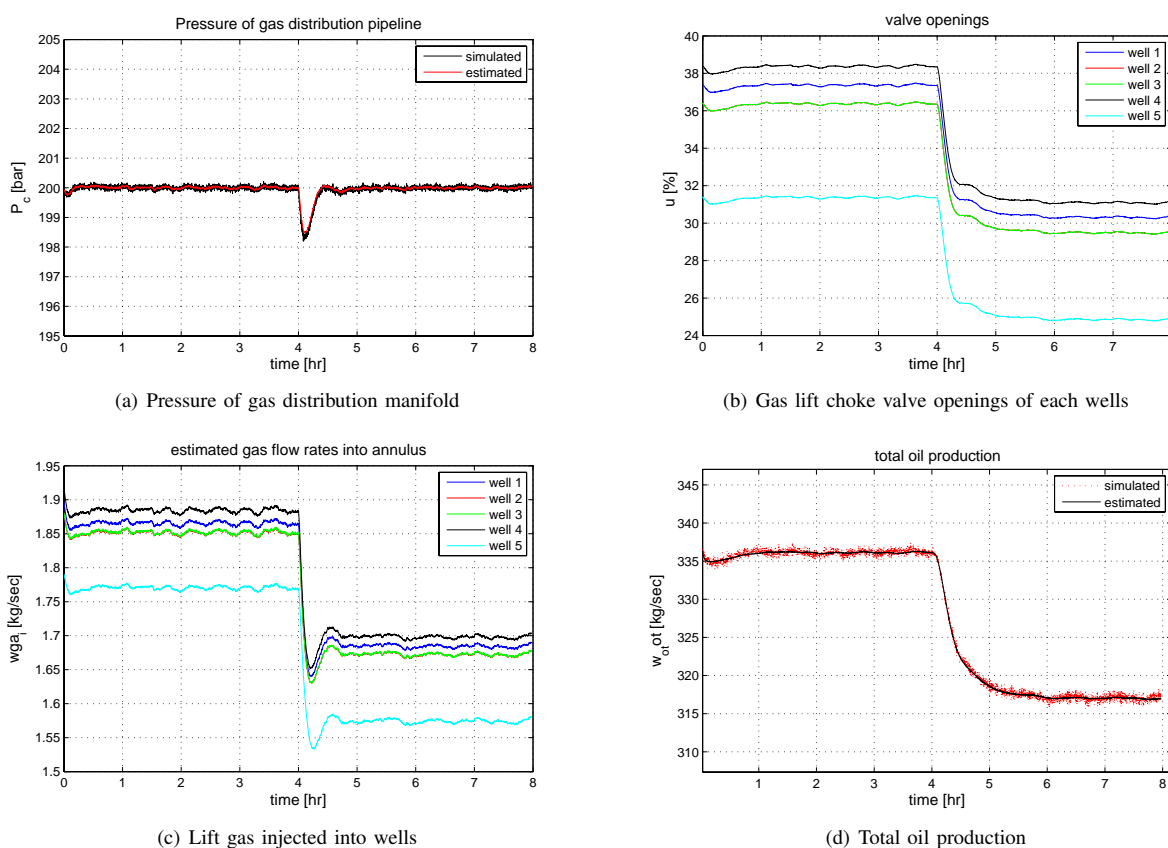 Pressure of gas distribution pipeline
205
204
203
202
201
200
199
198
197
196
195
P_c [bar]
simulated
estimated
0 1 2 3 4 5 6 7 8
time [hr]
(a) Pressure of gas distribution manifold
valve openings
40
38
36
34
32
30
28
26
24
u [%]
well 1
well 2
well 3
well 4
well 5
0 1 2 3 4 5 6 7
time [hr]
(b) Gas lift choke valve openings of each wells
estimated gas flow rates into annulus
1.95
1.9
1.85
1.8
1.75
1.7
1.65
1.6
1.55
1.5
wga_i [kg/sec]
well 1
well 2
well 3
well 4
well 5
0 1 2 3 4 5 6 7 8
time [hr]
(c) Lift gas injected into wells
total oil production
345
340
335
330
325
320
315
310
w_ot [kg/sec]
simulated
estimated
1 2 3 4 5 6 7 8
time [hr]
(d) Total oil production